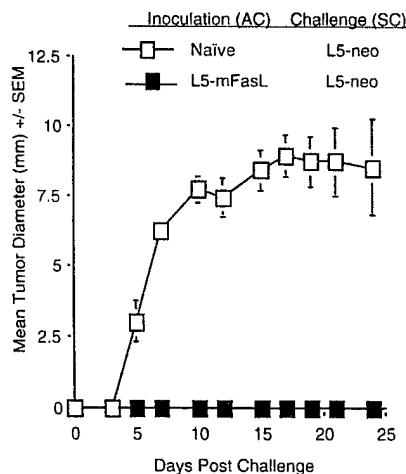 Inoculation (AC) Challenge (SC)
Naïve L5-neo
L5-mFasL L5-neo
Mean Tumor Diameter (mm) +/- SEM
12.5
10
7.5
5
2.5
0
0 5 10 15 20 25
Days Post Challenge